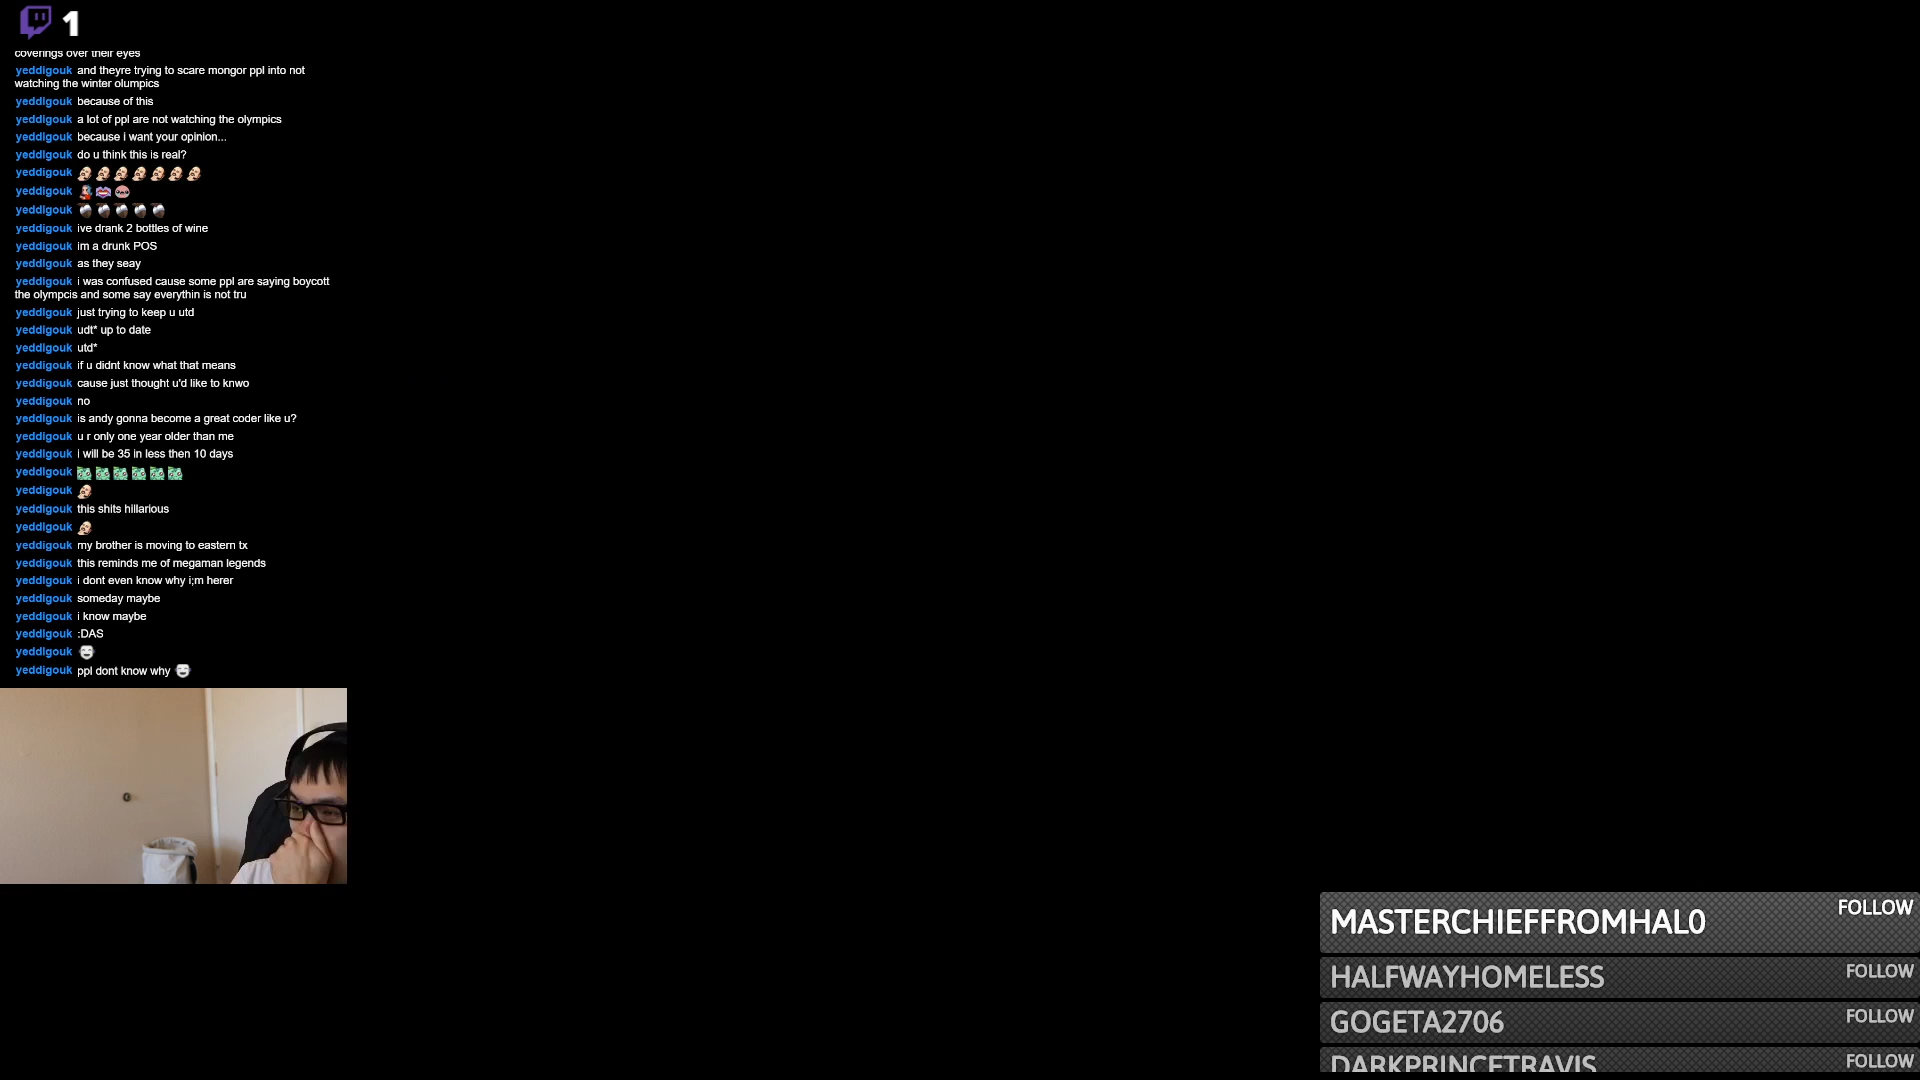 1
coverings over their eyes
yeddigouk and theyre trying to scare mongor ppl into not
watching the winter olumpics
yeddigouk because of this
yeddigouk a lot of ppl are not watching the olympics
yeddigouk because i want your opinion...
yeddigouk do u think this is real?
yeddigouk
yeddigouk
yeddigouk
yeddigouk ive drank 2 bottles of wine
yeddigouk im a drunk POS
yeddigouk as they seay
yeddigouk i was confused cause some ppl are saying boycott
the olympcis and some say everythin is not tru
yeddigouk just trying to keep u utd
yeddigouk udt* up to date
yeddigouk utd*
yeddigouk if u didnt know what that means
yeddigouk cause just thought u'd like to knwo
yeddigouk no
yeddigouk is andy gonna become a great coder like u?
yeddigouk u r only one year older than me
yeddigouk i will be 35 in less then 10 days
yeddigouk
yeddigouk
yeddigouk this shits hillarious
yeddigouk
yeddigouk my brother is moving to eastern tx
yeddigouk this reminds me of megaman legends
yeddigouk i dont even know why i;m herer
yeddigouk someday maybe
yeddigouk i know maybe
yeddigouk :DAS
yeddigouk
yeddigouk ppl dont know why
MASTERCHIEFFROMHAL0 FOLLOW
HALFWAYHOMELESS FOLLOW
GOGETA2706 FOLLOW
DARKPRINCETRAVIS FOLLOW